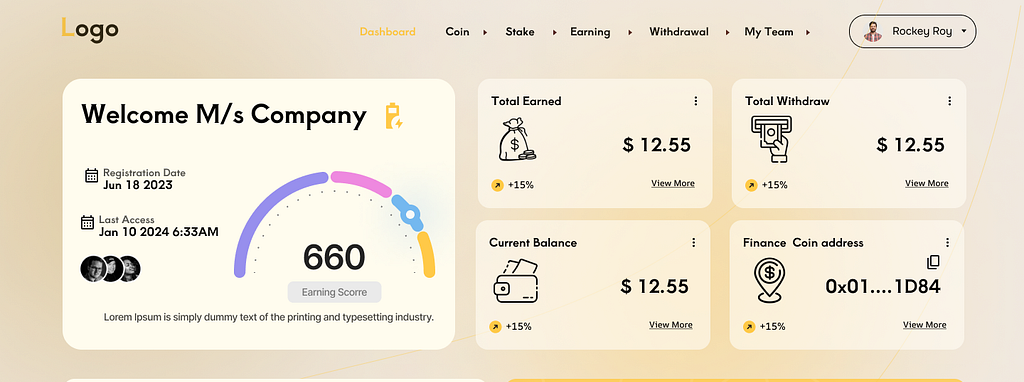 Logo
Dashboard Coin Stake Earning Withdrawal My Team Rockey Roy
Welcome M/s Company
Registration Date
Jun 18 2023
Last Access
Jan 10 2024 6:33AM
660
Earning Scorre
Lorem Ipsum is simply dummy text of the printing and typesetting industry.
Total Earned
$ 12.55
+15% View More
Total Withdraw
$ 12.55
+15% View More
Current Balance
$ 12.55
+15% View More
Finance Coin address
0x01....1D84
+15% View More